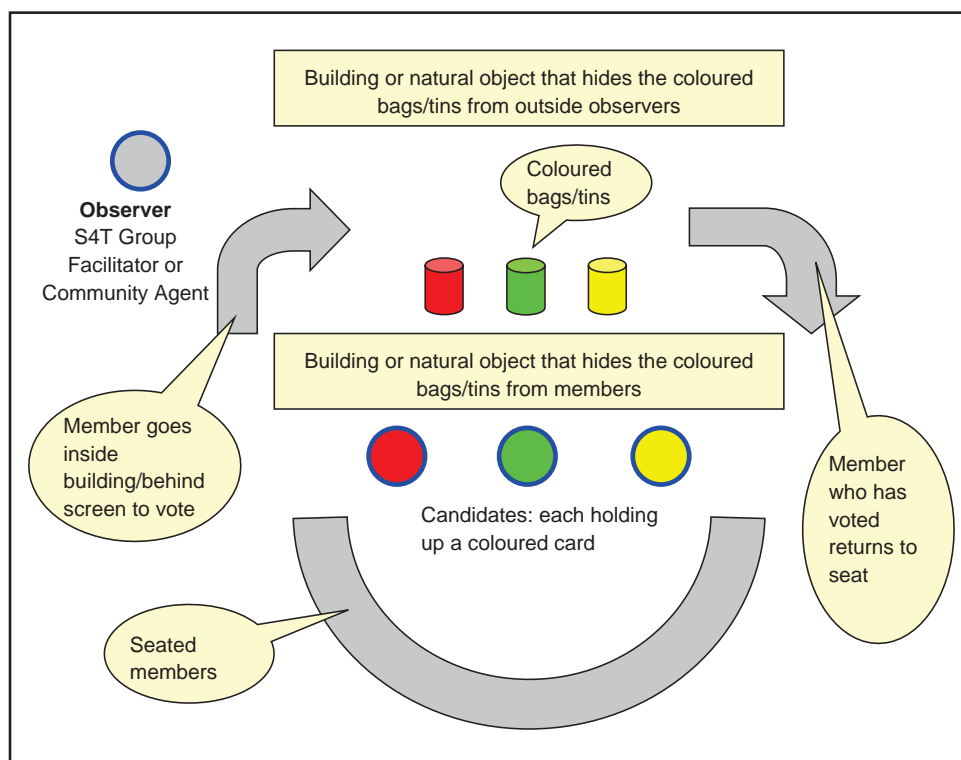 Building or natural object that hides the coloured
bags/tins from outside observers
Coloured
bags/tins
Observer
S4T Group
Facilitator or
Community Agent
Building or natural object that hides the coloured
bags/tins from members
Member goes
inside
building/behind
screen to vote
Candidates: each holding
up a coloured card
Member
who has
voted
returns to
seat
Seated
members